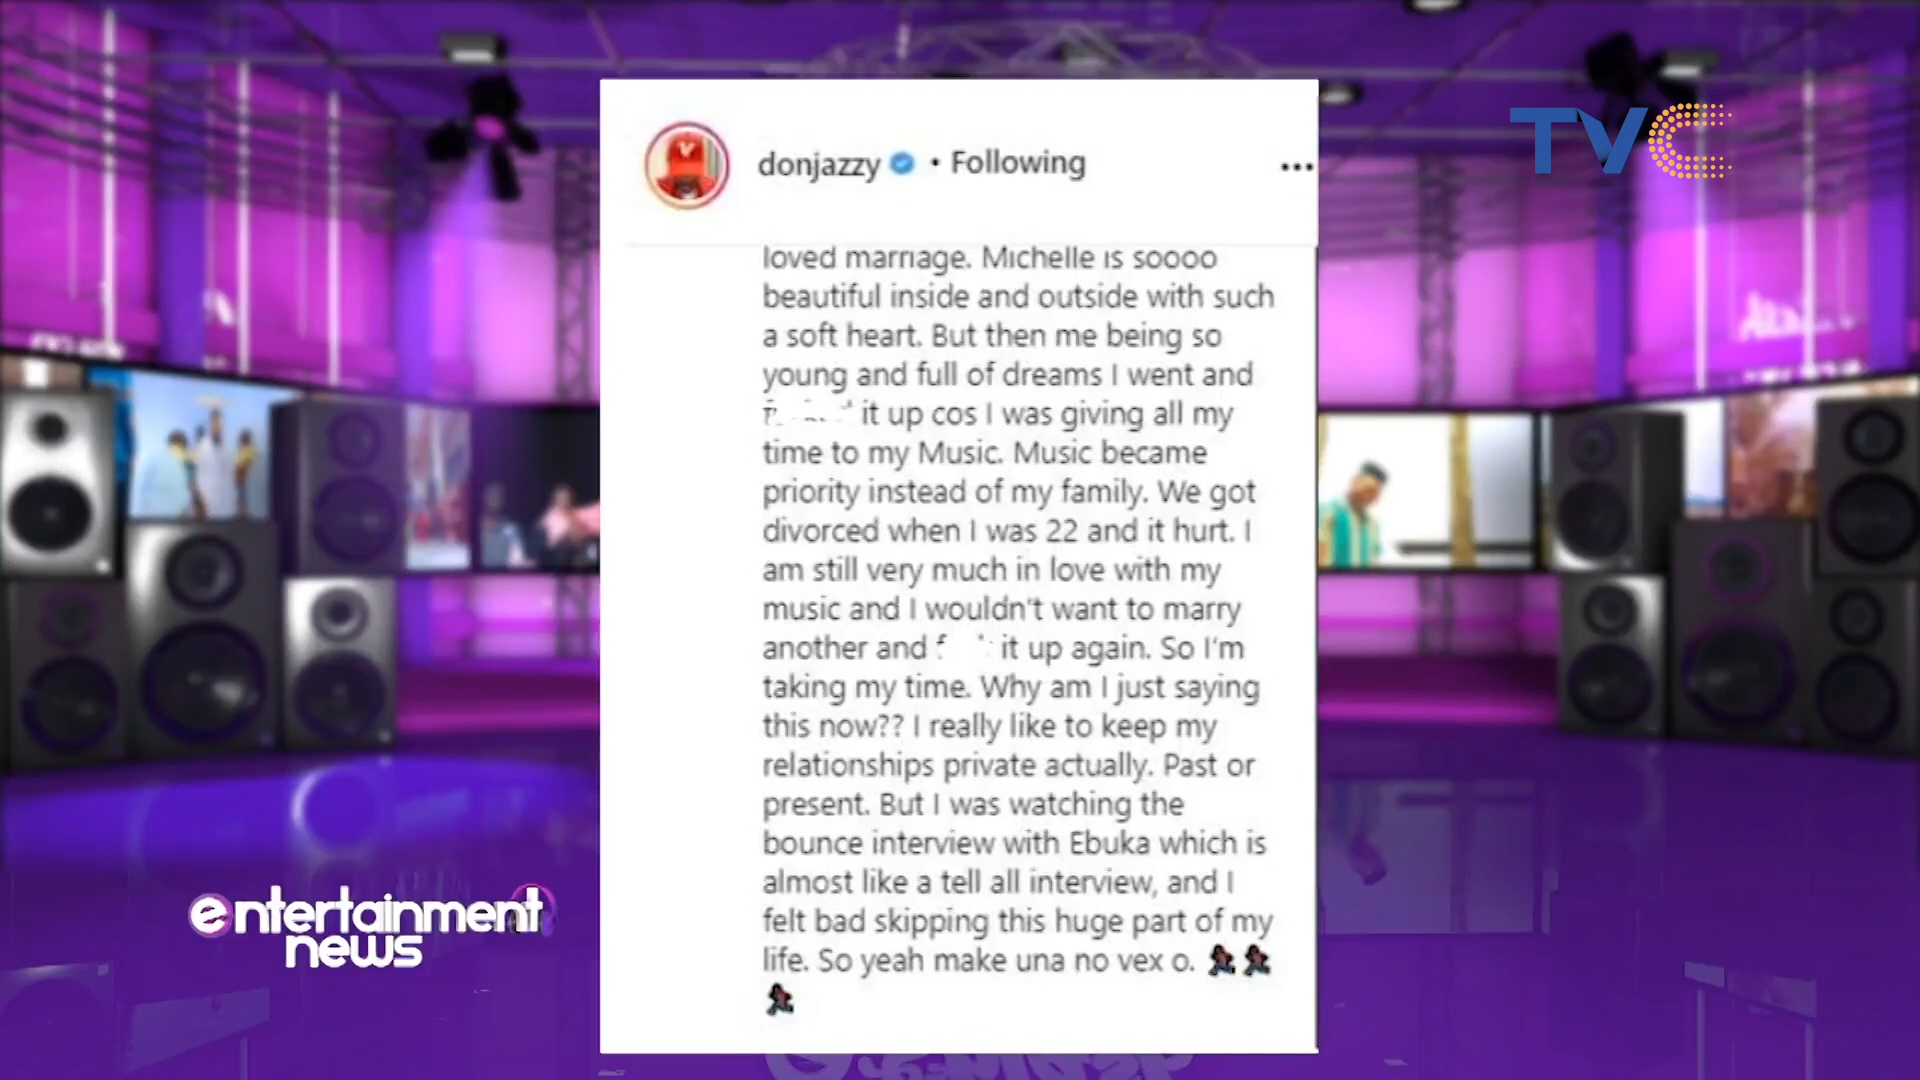 TVC
donjazzy • Following
loved marriage. Michelle is soooo
beautiful inside and outside with such
a soft heart. But then me being so
young and full of dreams I went and
it up cos I was giving all my
time to my Music. Music became
priority instead of my family. We got
divorced when I was 22 and it hurt. I
am still very much in love with my
music and I wouldn't want to marry
another and it up again. So I'm
taking my time. Why am I just saying
this now?? I really like to keep my
relationships private actually. Past or
present. But I was watching the
bounce interview with Ebuka which is
almost like a tell all interview, and I
felt bad skipping this huge part of my
life. So yeah make una no vex o.
entertainment
news